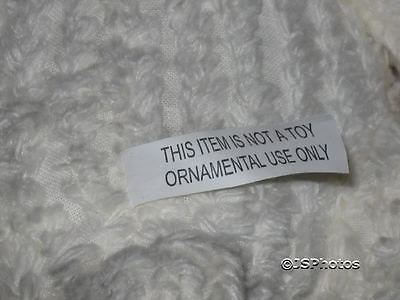 THIS ITEM IS NOT A TOY
ORNAMENTAL USE ONLY
©JSPhotos